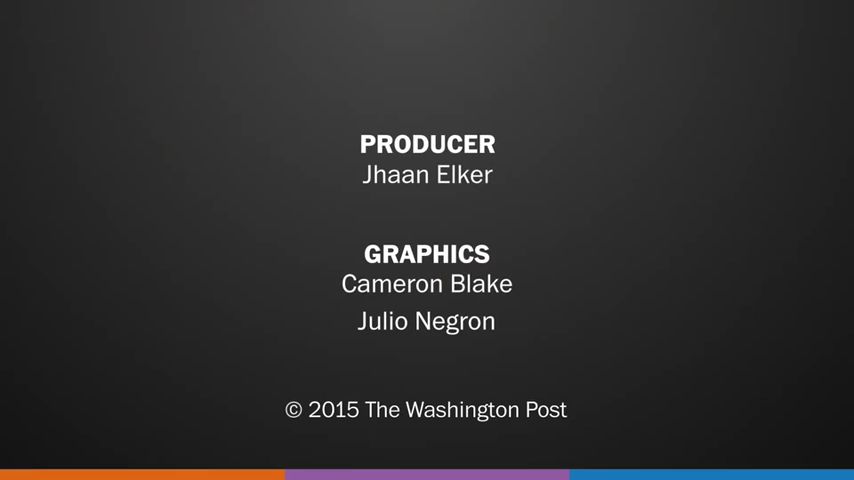 PRODUCER
Jhaan Elker
GRAPHICS
Cameron Blake
Julio Negron
© 2015 The Washington Post